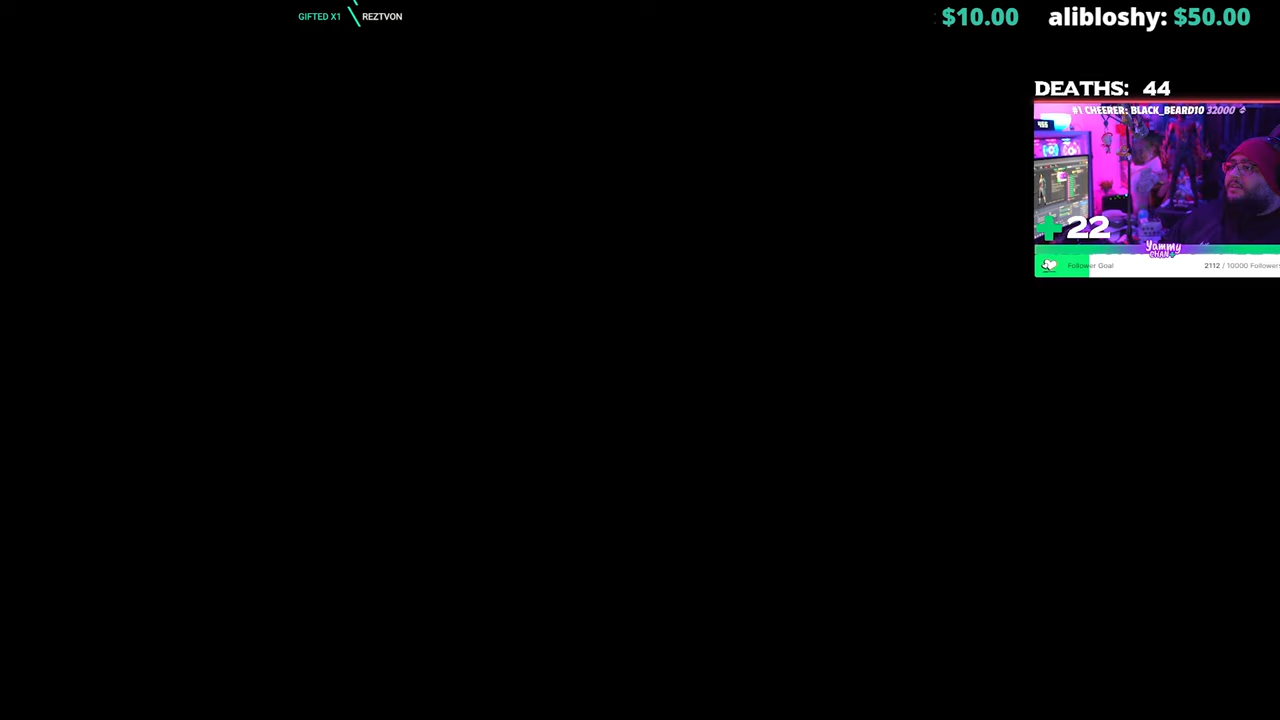 GIFTED X1 REZTVON
$10.00 alibloshy: $50.00
DEATHS: 44
#1 CHEERER: BLACK_BEARD10 32000
+22
Yammy
Follower Goal 2112 / 10000 Followers